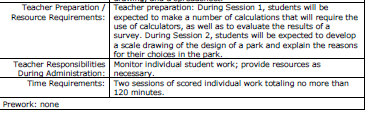 Teacher Preparation / Teacher preparation: During Session 1, students will be
Resource Requirements: expected to make a number of calculations that will require the
use of calculators, as well as to evaluate the results of a
survey. During Session 2, students will be expected to develop
a scale drawing of the design of a park and explain the reasons
for their choices in the park.
Teacher Responsibilities Monitor individual student work; provide resources as
During Administration: necessary.
Time Requirements: Two sessions of scored individual work totaling no more than
120 minutes.
Prework: none